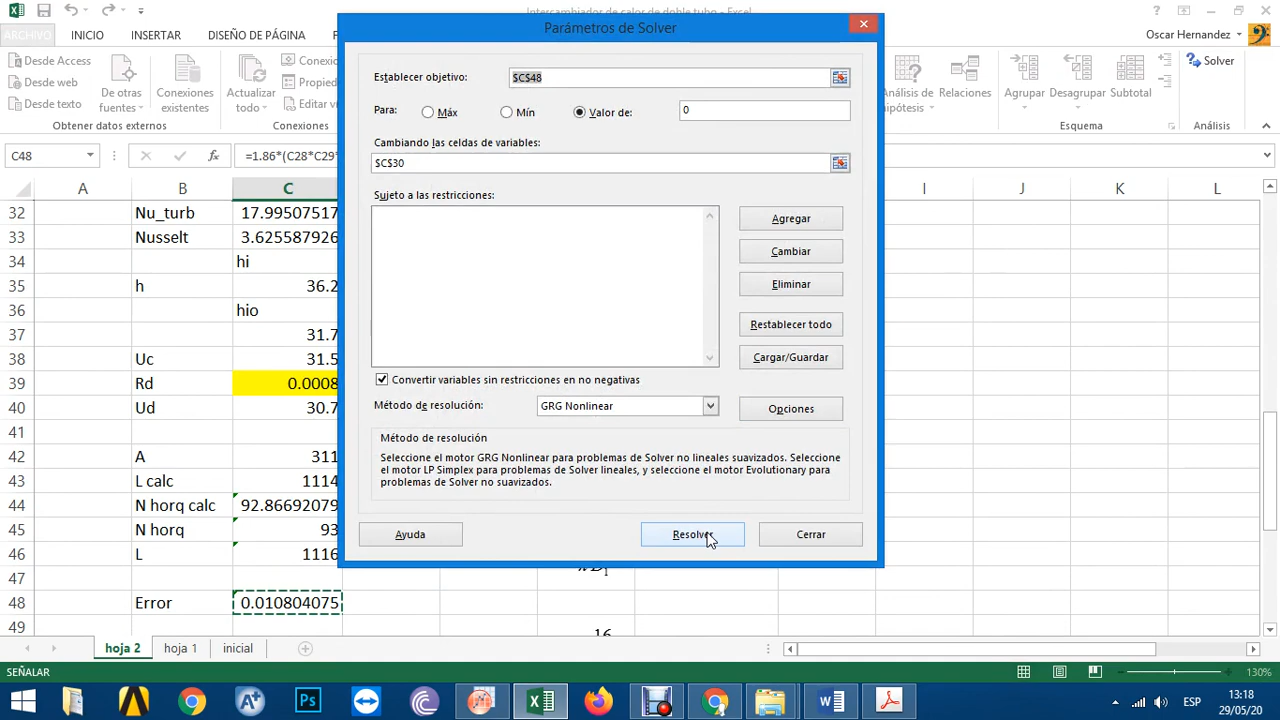 Intercambiador de calor de doble tubo - Excel
ARCHIVO
INICIO
INSERTAR
DISEÑO DE PÁGINA
Oscar Hernandez
Desde Access
Desde web
Desde texto
De otras fuentes
Conexiones existentes
Obtener datos externos
Actualizar todo
Editar
Conexiones
Relaciones
Agrupar
Desagrupar
Subtotal
Esquema
Solver
Análisis
Parámetros de Solver
Establecer objetivo:
$C$48
Para:
Máx
Mín
Valor de:
0
Cambiando las celdas de variables:
$C$30
Sujeto a las restricciones:
Agregar
Cambiar
Eliminar
Restablecer todo
Cargar/Guardar
Convertir variables sin restricciones en no negativas
Método de resolución:
GRG Nonlinear
Opciones
Método de resolución
Seleccione el motor GRG Nonlinear para problemas de Solver no lineales suavizados. Seleccione
el motor LP Simplex para problemas de Solver lineales, y seleccione el motor Evolutionary para
problemas de Solver no suavizados.
Ayuda
Resolver
Cerrar
C48
fx
=1.86*(C28*C29*
A B C I J K L
32 Nu_turb 17.99507517
33 Nusselt 3.625587926
34 hi
35 h 36.2
36 hio
37 31.7
38 Uc 31.5
39 Rd 0.0008
40 Ud 30.7
41
42 A 311
43 L calc 1114
44 N horq calc 92.86692079
45 N horq 93
46 L 1116
47
48 Error 0.010804075
49
16
hoja 2
hoja 1
inicial
SEÑALAR
130%
ESP
13:18
29/05/20